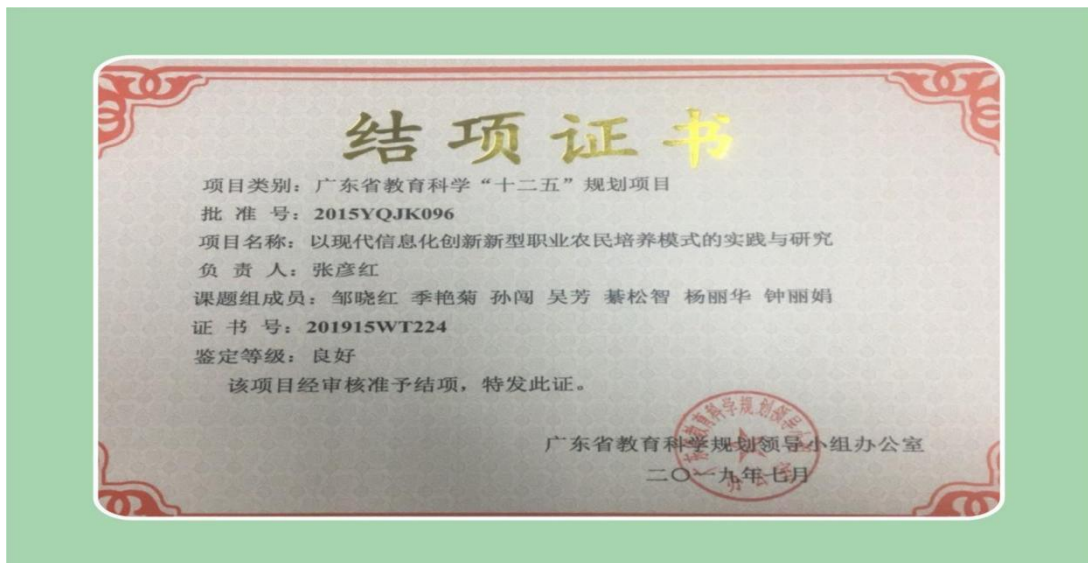 结项证书
项目类别：广东省教育科学“十二五”规划项目
批 准 号：2015YQJK096
项目名称：以现代信息化创新新型职业农民培养模式的实践与研究
负 责 人：张彦红
课题组成员：邹晓红 季艳菊 孙闯 吴芳 綦松智 杨丽华 钟丽娟
证 书 号：201915WT224
鉴定等级：良好
该项目经审核准予结项，特发此证。
广东省教育科学规划领导小组办公室
二〇一九年七月